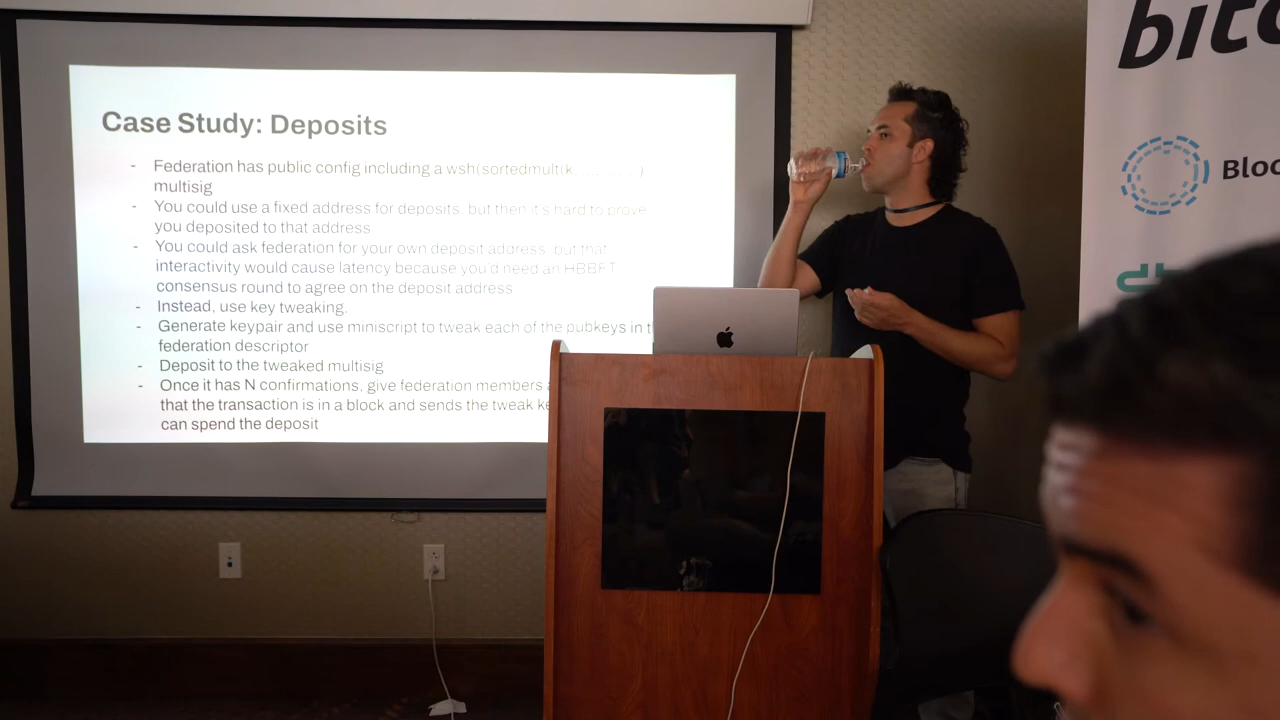 Case Study: Deposits
- Federation has public config including a wsh(sortedmulti(k
multisig
- You could use a fixed address for deposits, but then it's hard to prove
you deposited to that address
- You could ask federation for your own deposit address, but that
interactivity would cause latency because you'd need an HBBFT
consensus round to agree on the deposit address
- Instead, use key tweaking.
- Generate keypair and use miniscript to tweak each of the pubkeys in
federation descriptor
- Deposit to the tweaked multisig
- Once it has N confirmations, give federation members
that the transaction is in a block and sends the tweak
can spend the deposit
bitc
Bloc